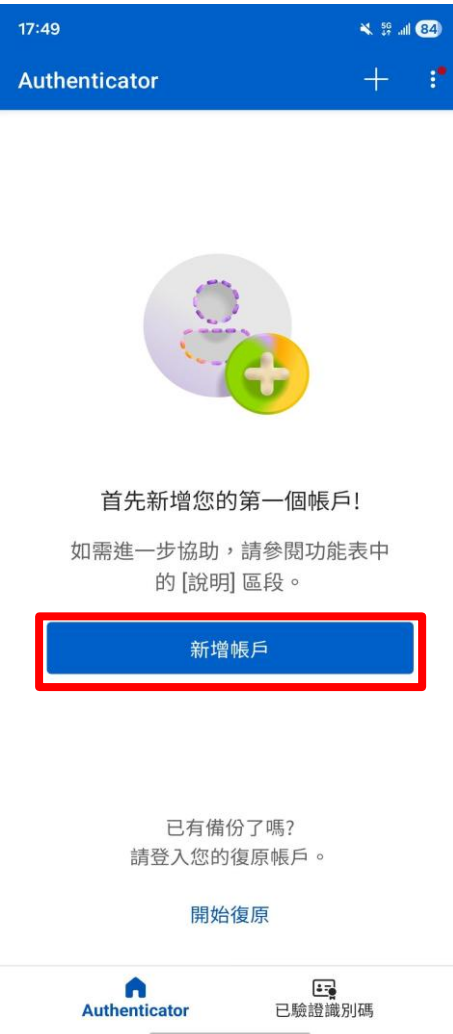 17:49
5G
84
Authenticator
首先新增您的第一個帳戶!
如需進一步協助，請參閱功能表中
的 [說明] 區段。
新增帳戶
已有備份了嗎?
請登入您的復原帳戶。
開始復原
Authenticator
已驗證識別碼